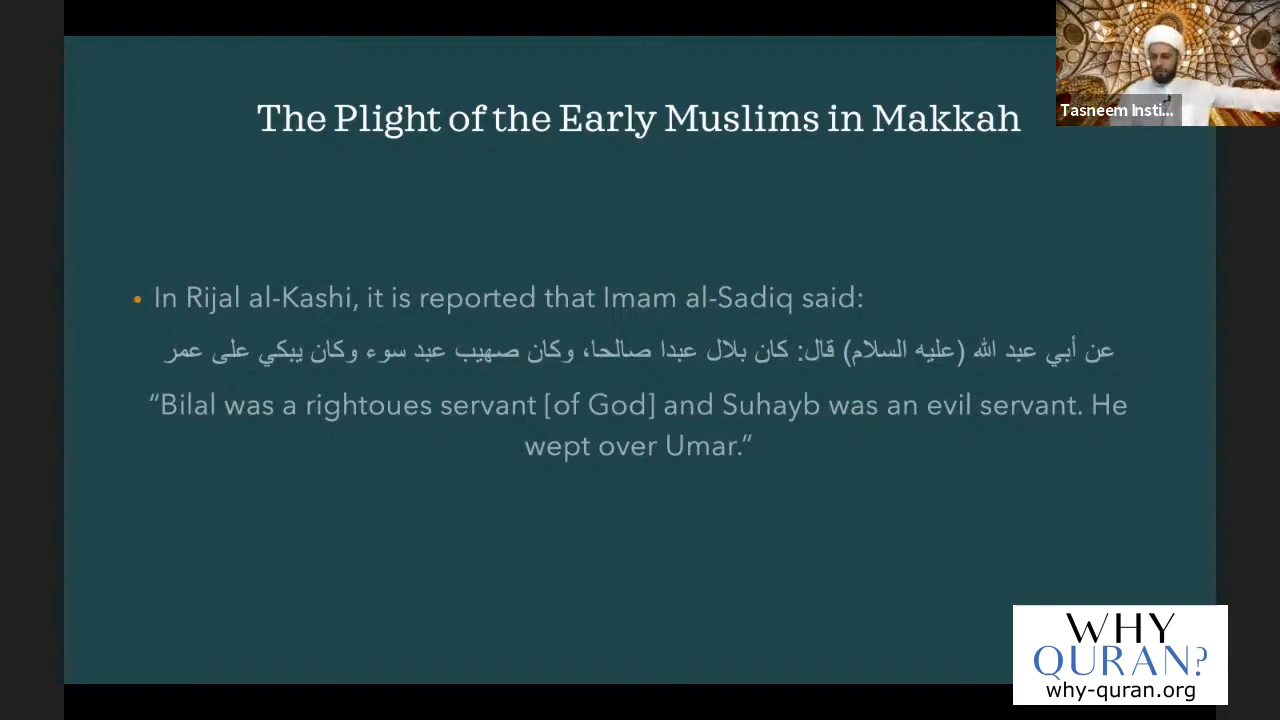 Tasneem Insti...
The Plight of the Early Muslims in Makkah
• In Rijal al-Kashi, it is reported that Imam al-Sadiq said:
عن أبي عبد الله (عليه السلام) قال: كان بلال عبدا صالحا، وكان صهيب عبد سوء وكان يبكي على عمر
“Bilal was a rightoues servant [of God] and Suhayb was an evil servant. He
wept over Umar.”
WHY
QURAN?
why-quran.org